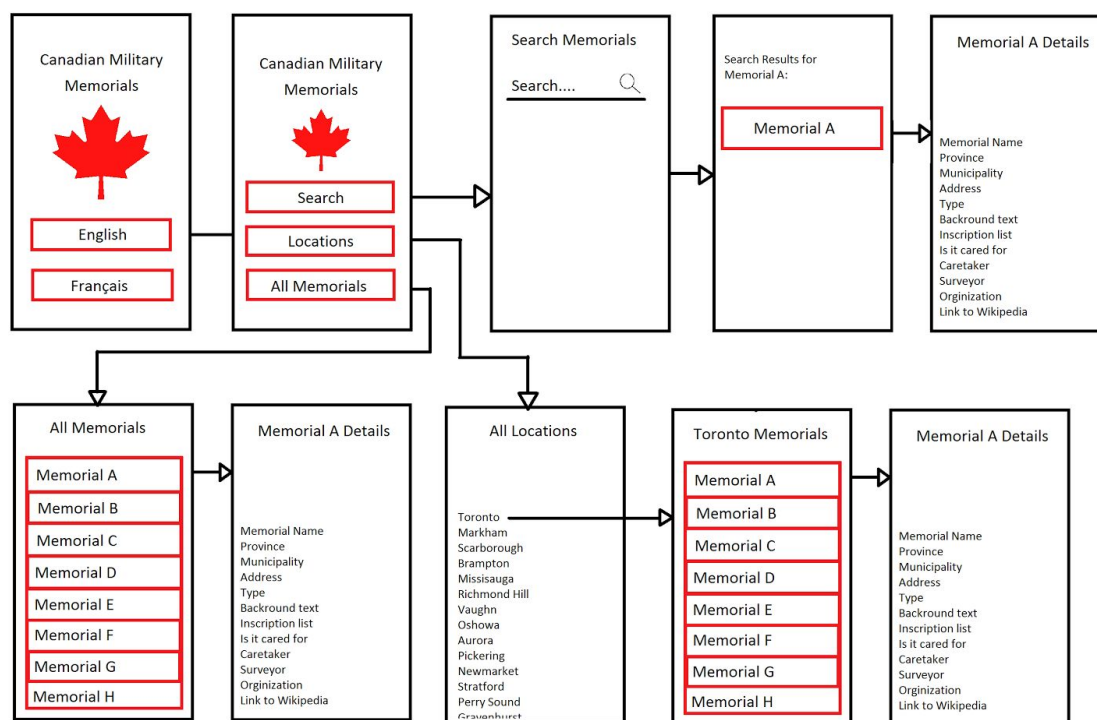 Canadian Military
Memorials
English
Français
Canadian Military
Memorials
Search
Locations
All Memorials
Search Memorials
Search....
Search Results for
Memorial A:
Memorial A
Memorial A Details
Memorial Name
Province
Municipality
Address
Type
Backround text
Inscription list
Is it cared for
Caretaker
Surveyor
Orginization
Link to Wikipedia
All Memorials
Memorial A
Memorial B
Memorial C
Memorial D
Memorial E
Memorial F
Memorial G
Memorial H
Memorial A Details
Memorial Name
Province
Municipality
Address
Type
Backround text
Inscription list
Is it cared for
Caretaker
Surveyor
Orginization
Link to Wikipedia
All Locations
Toronto
Markham
Scarborough
Brampton
Missisauga
Richmond Hill
Vaughn
Oshowa
Aurora
Pickering
Newmarket
Stratford
Perry Sound
Gravenhurst
Toronto Memorials
Memorial A
Memorial B
Memorial C
Memorial D
Memorial E
Memorial F
Memorial G
Memorial H
Memorial A Details
Memorial Name
Province
Municipality
Address
Type
Backround text
Inscription list
Is it cared for
Caretaker
Surveyor
Orginization
Link to Wikipedia